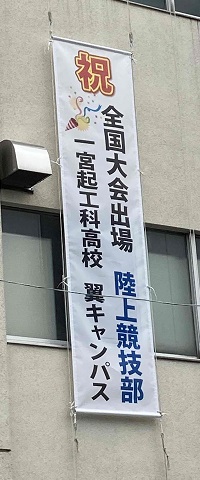 祝
全国大会出場 陸上競技部
一宮起工科高校 翼キャンパス